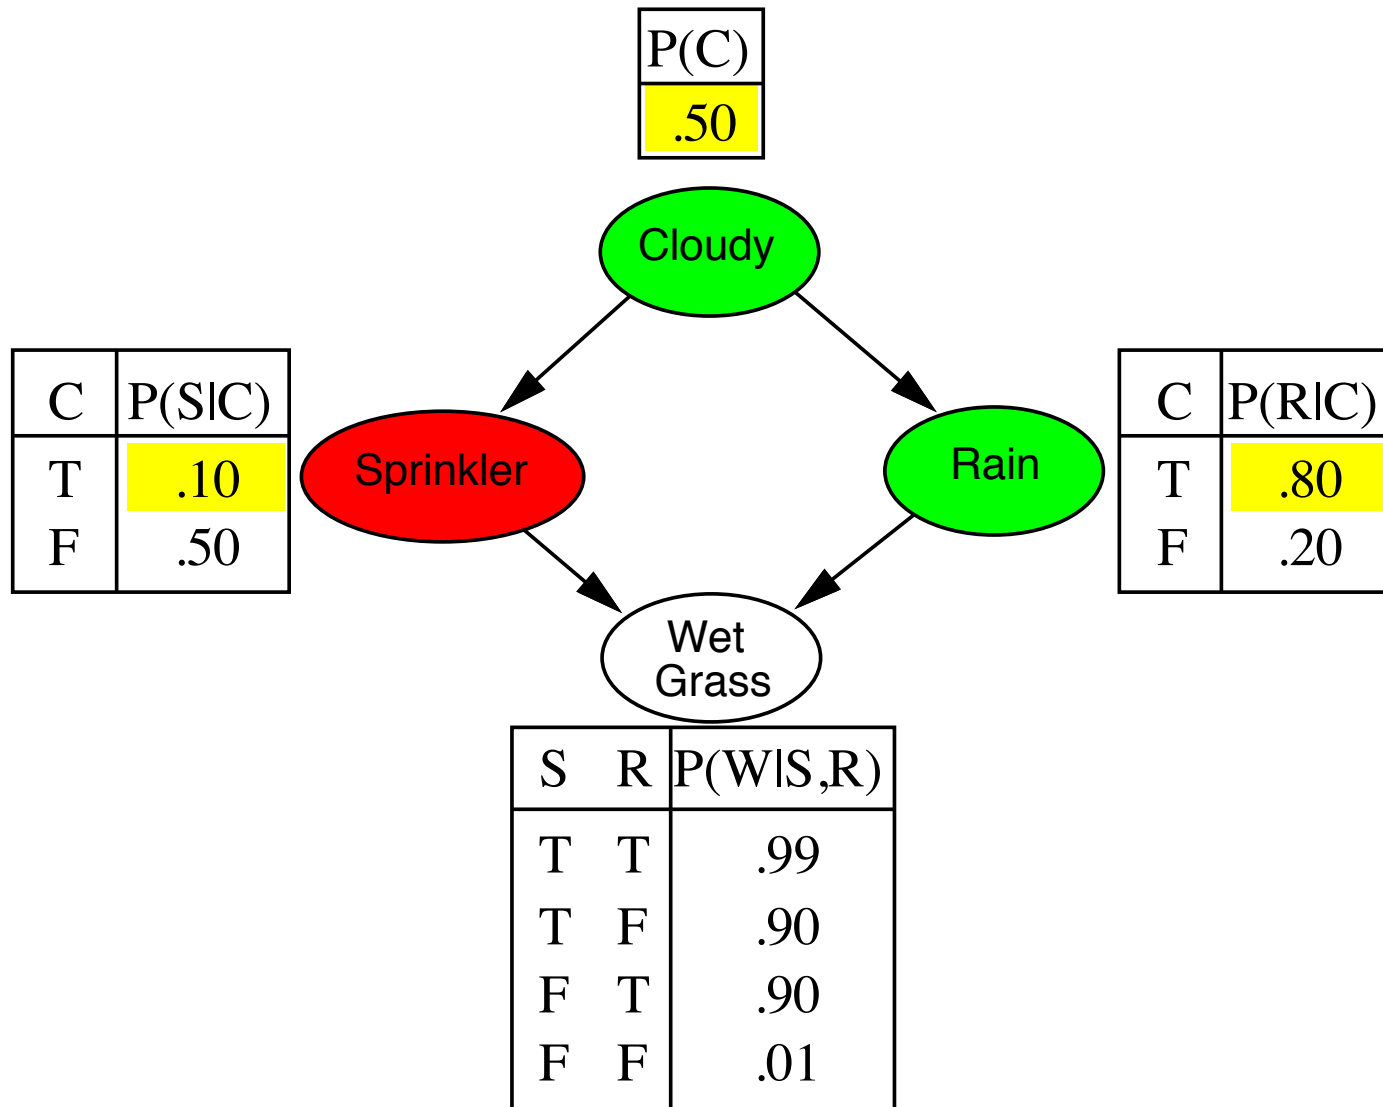 P(C)
.50
Cloudy
C P(S|C)
T .10
F .50
Sprinkler
Rain
C P(R|C)
T .80
F .20
Wet
Grass
S R P(W|S,R)
T T .99
T F .90
F T .90
F F .01